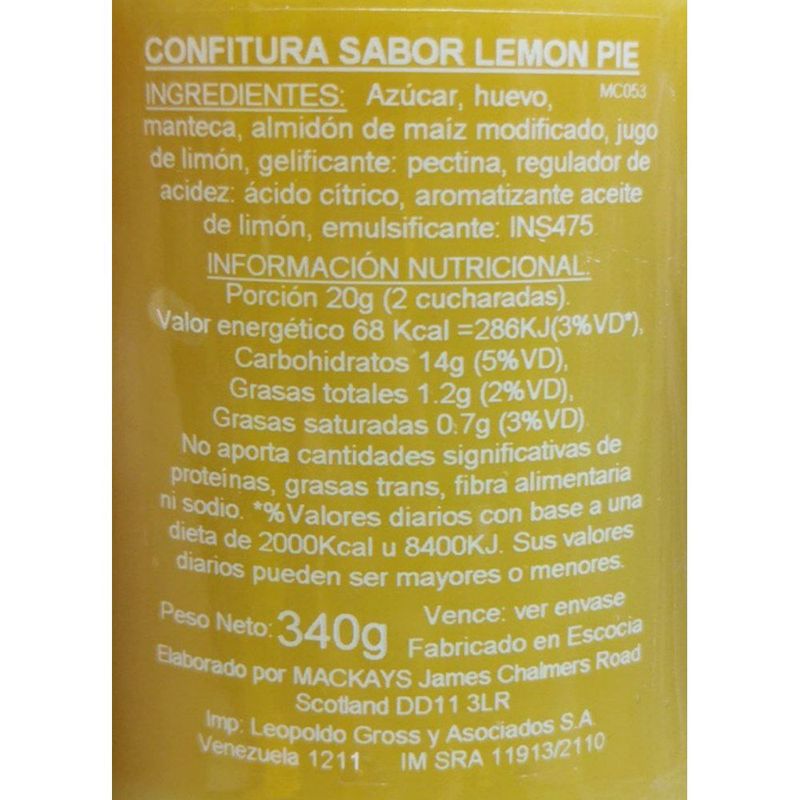 CONFITURA SABOR LEMON PIE
INGREDIENTES: Azúcar, huevo, MC053
manteca, almidón de maíz modificado, jugo
de limón, gelificante: pectina, regulador de
acidez: ácido cítrico, aromatizante aceite
de limón, emulsificante: INS475
INFORMACIÓN NUTRICIONAL:
Porción 20g (2 cucharadas).
Valor energético 68 Kcal =286KJ(3%VD*),
Carbohidratos 14g (5%VD),
Grasas totales 1.2g (2%VD),
Grasas saturadas 0.7g (3%VD)
No aporta cantidades significativas de
proteínas, grasas trans, fibra alimentaria
ni sodio. *%Valores diarios con base a una
dieta de 2000Kcal u 8400KJ. Sus valores
diarios pueden ser mayores o menores.
Peso Neto: 340g Vence: ver envase
Fabricado en Escocia
Elaborado por MACKAYS James Chalmers Road
Scotland DD11 3LR
Imp: Leopoldo Gross y Asociados S.A.
Venezuela 1211 IM SRA 11913/2110